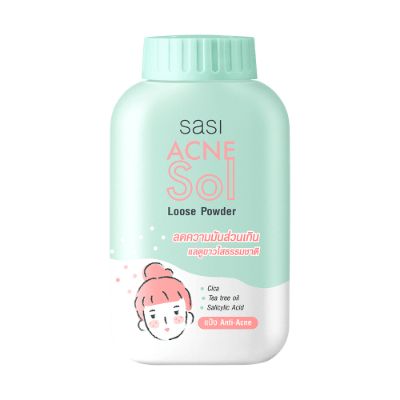 sasi
ACNE
Sol
Loose Powder
ลดความมันส่วนเกิน
แลดูขาวใสธรรมชาติ
• Cica
• Tea tree oil
• Salicylic Acid
แป้ง Anti-Acne